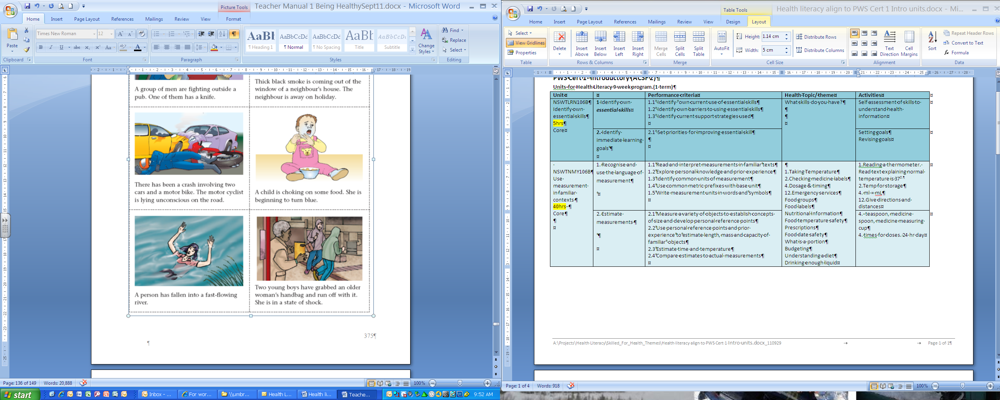 Teacher Manual 1 Being HealthySept11.docx - Microsoft Word
Picture Tools
Home Insert Page Layout References Mailings Review View Format
Paste
Clipboard
Times New Roman 12
Font
Paragraph
AaBbCcDc AaBbCcDc
¶ Heading 1 ¶ Normal ¶ No Spacing Title Subtitle
Change Styles
Styles
Find
Replace
Select
Editing
A group of men are fighting outside a
pub. One of them has a knife.
Thick black smoke is coming out of the
window of a neighbour's house. The
neighbour is away on holiday.
There has been a crash involving two
cars and a motor bike. The motor cyclist
is lying unconscious on the road.
A child is choking on some food. She is
beginning to turn blue.
A person has fallen into a fast-flowing
river.
Two young boys have grabbed an older
woman's handbag and run off with it.
She is in a state of shock.
375¶
¶
Page: 136 of 149 Words: 20,888 100%
start
Inbox - ...
For wor...
\\umbr...
Health L...
Health li...
Teache...
9:52 AM
Health literacy align to PWS Cert 1 Intro units.docx - Mi...
Table Tools
Home Insert Page Layout References Mailings Review View Design Layout
Select
View Gridlines
Properties
Table
Delete
Insert Above
Insert Below
Insert Left
Insert Right
Rows & Columns
Merge Cells
Split Cells
Split Table
Merge
AutoFit
Height: 1.14 cm
Width: 5 cm
Distribute Rows
Distribute Columns
Cell Size
Text Direction
Cell Margins
Alignment
Sort
Repeat Header Rows
Convert to Text
Formula
Data
PWS Cert 1 - Introductory (ACSF 2)¶
Units for Health Literacy 9 week program.(1 term)¶
Unit¤ ¤ Performance criteria¤ Health Topic/ theme¤ Activities¤
NSWTLRN106B¶
Identify own
essential skills¶
5hrs¶
Core¤
1 Identify own
essential skills¤
1.1 Identify own current use of essential skills¶
1.2 Identify own barriers to using essential skills¶
1.3 Identify current support strategies used¶
¤
What skills do you have?¶
¶
¶
¤
Self assessment of skills to
understand health
information¤
2. Identify
immediate learning
goals¶
¤
2.1 Set priorities for improving essential skill¶
¶
¤
Setting goals¶
Revising goals¤
NSWTNMY106B¶
Use
measurement
in familiar
contexts ¶
40hrs ¶
Core¶
¶
¤
1. Recognise and
use the language of
measurement¶
¤
1.1 Read and interpret measurements in familiar texts¶
1.2 Explore personal knowledge and prior experience¶
1.3 Identify common units of measurement¶
1.4 Use common metric prefixes with base unit¶
1.5 Write measurement units in words and symbols¶
¤
¶
1.Taking Temperature¶
2.Checking medicine labels¶
4.Dosage & timing¶
12.Emergency services¶
Food groups¶
Food labels¶
Nutritional Information¶
Food temperature safety¶
Prescriptions¶
Food date safety¶
What is a portion¶
Budgeting¶
Understanding a diet¶
Drinking enough liquid¤
1.Reading a thermometer.
Read text explaining normal
temperature is 37⁰.¶
2.Temp for storage¶
4. ml = mL¶
12.Give directions and
distances¤
2. Estimate
measurements ¶
¶
¤
2.1 Measure a variety of objects to establish concepts
of size and develop personal reference points¶
2.2 Use personal reference points and prior
experience to estimate length, mass and capacity of
familiar objects¶
2.3 Estimate time and temperature¶
2.4 Compare estimates to actual measurements¶
¤
4. -teaspoon, medicine
spoon, medicine measuring
cup¶
4. times for doses. 24 hr day¤
A:\Projects\Health Literacy\Skilled_For_Health_Themes\Health literacy align to PWS Cert 1 Intro units.docx_110929 Page 1 of 1¶
Page: 1 of 4 Words: 918 100%